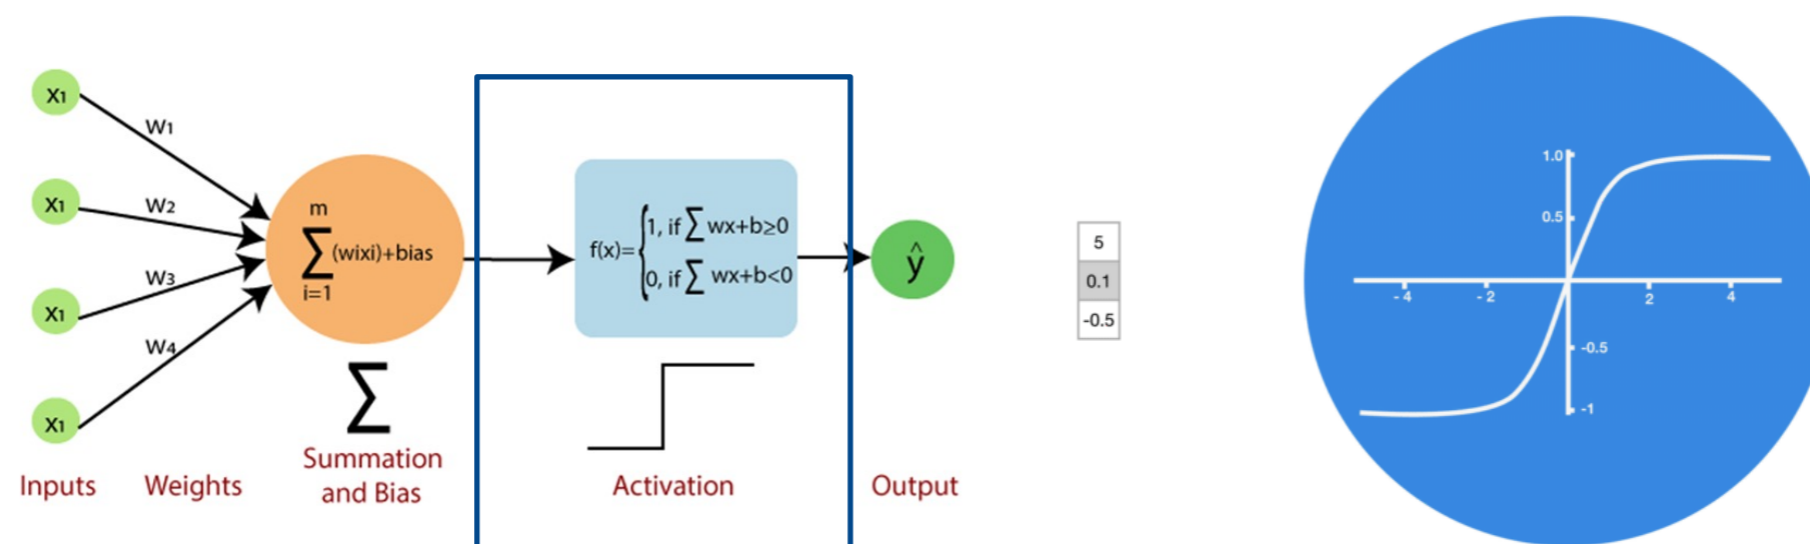 x1
x1
x1
x1
W1
W2
W3
W4
m
∑(wixi)+bias
i=1
∑
f(x)={1, if ∑ wx+b≥0
0, if ∑ wx+b<0
ŷ
Inputs
Weights
Summation
and Bias
Activation
Output
5
0.1
-0.5
1.0
0.5
- 4
- 2
2
4
-0.5
-1